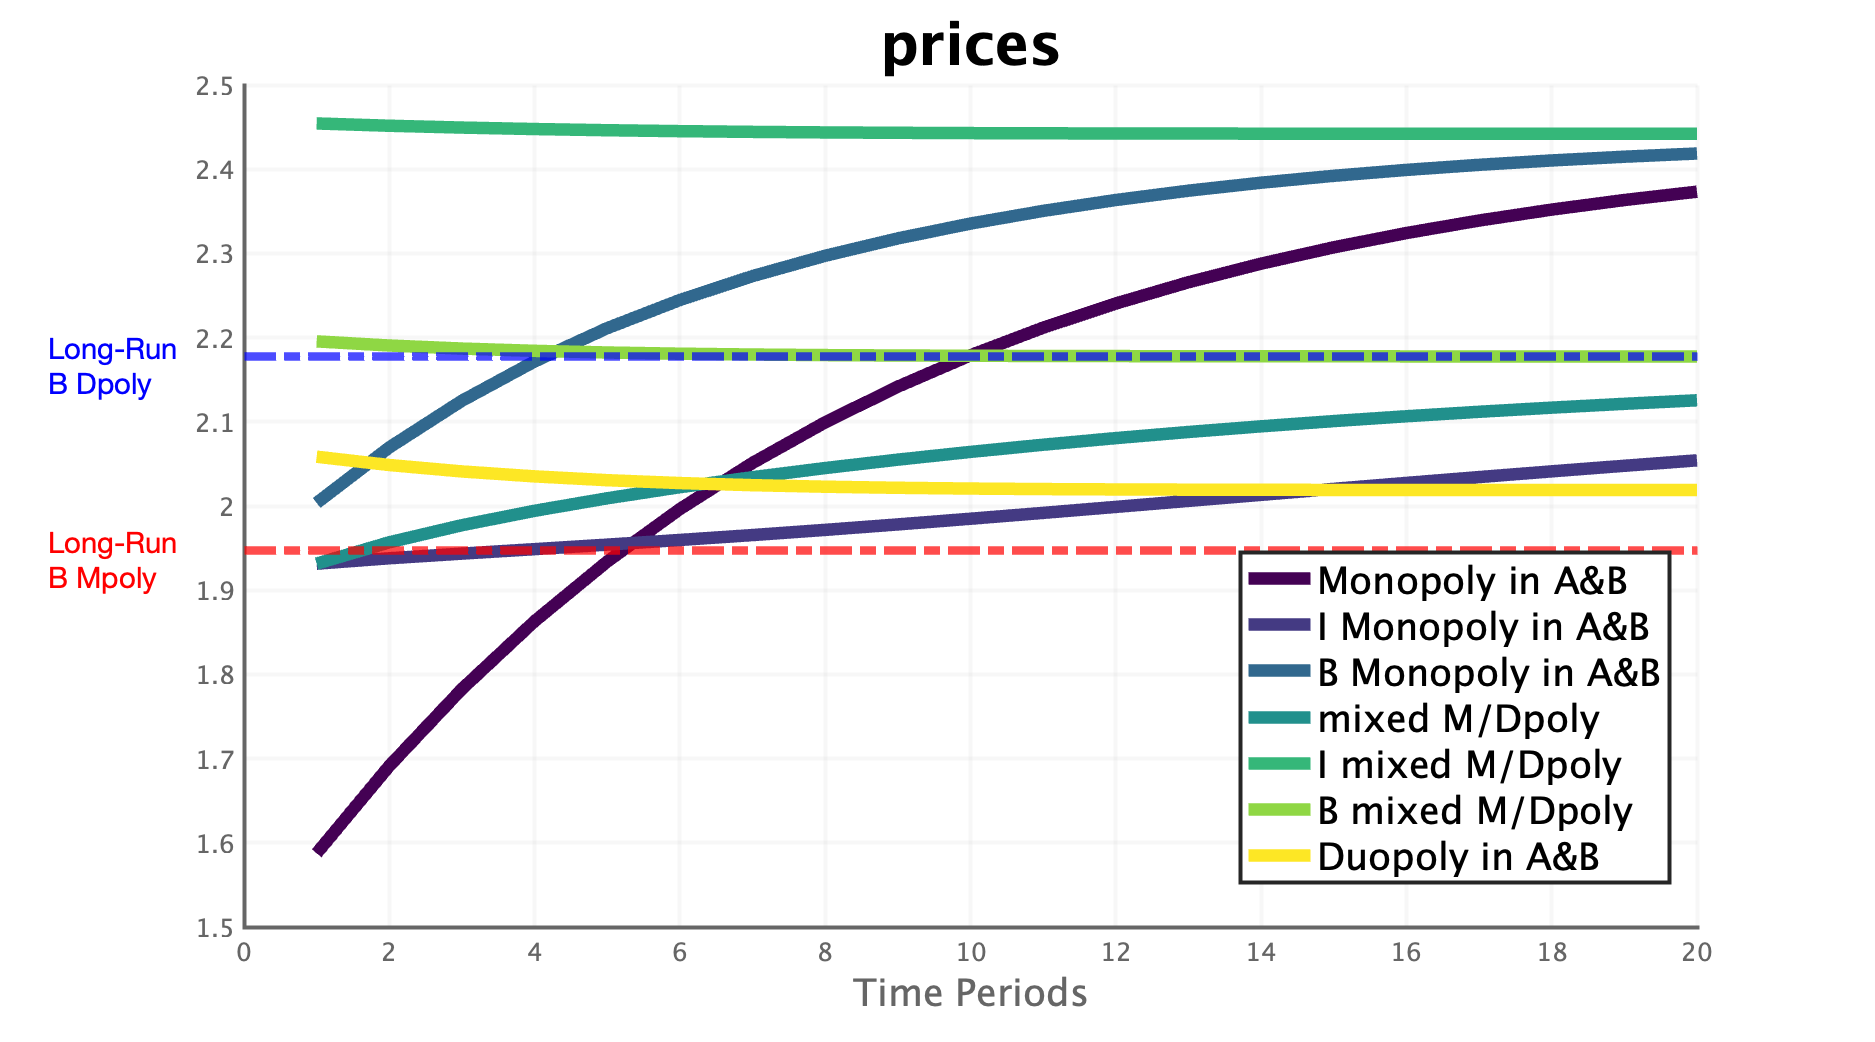 prices
2.5
2.4
2.3
2.2
2.1
2
1.9
1.8
1.7
1.6
1.5
Long-Run
B Dpoly
Long-Run
B Mpoly
Monopoly in A&B
I Monopoly in A&B
B Monopoly in A&B
mixed M/Dpoly
I mixed M/Dpoly
B mixed M/Dpoly
Duopoly in A&B
0 2 4 6 8 10 12 14 16 18 20
Time Periods